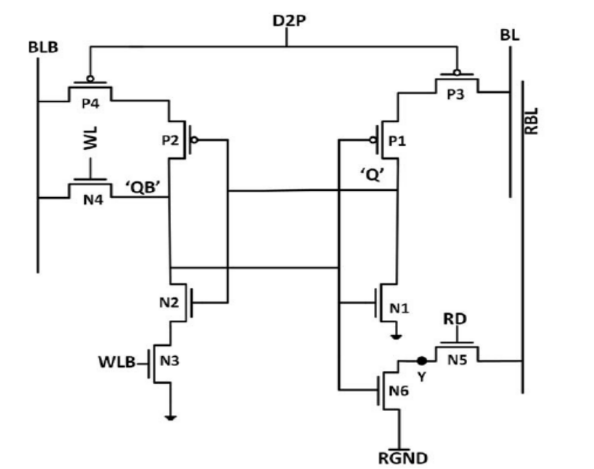 D2P
BLB
BL
P4
P3
RBL
WL
P2
P1
'Q'
'QB'
N4
N2
N1
RD
WLB
N3
N5
Y
N6
RGND